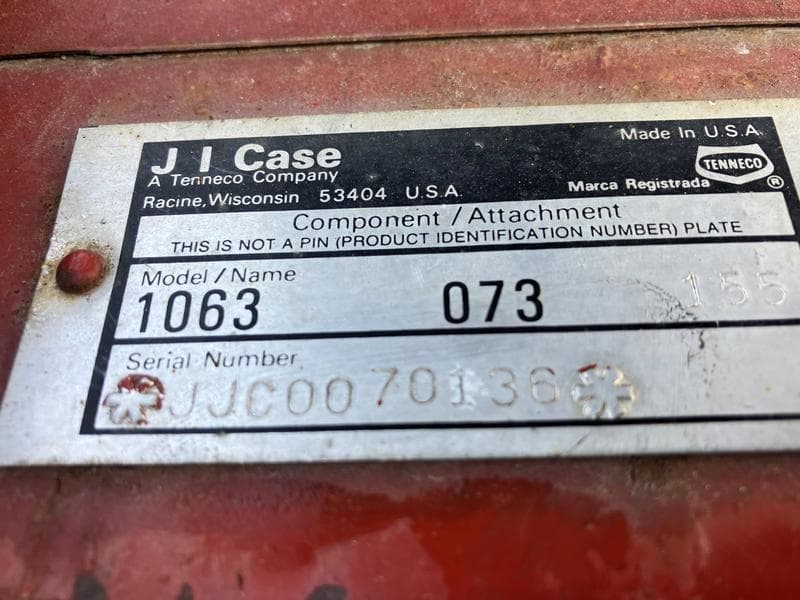 J I Case
A Tenneco Company
Racine, Wisconsin 53404 U.S.A.
Made In U.S.A.
TENNECO
Marca Registrada ®
Component / Attachment
THIS IS NOT A PIN (PRODUCT IDENTIFICATION NUMBER) PLATE
Model / Name
1063 073 155
Serial Number
*JJC0070136*